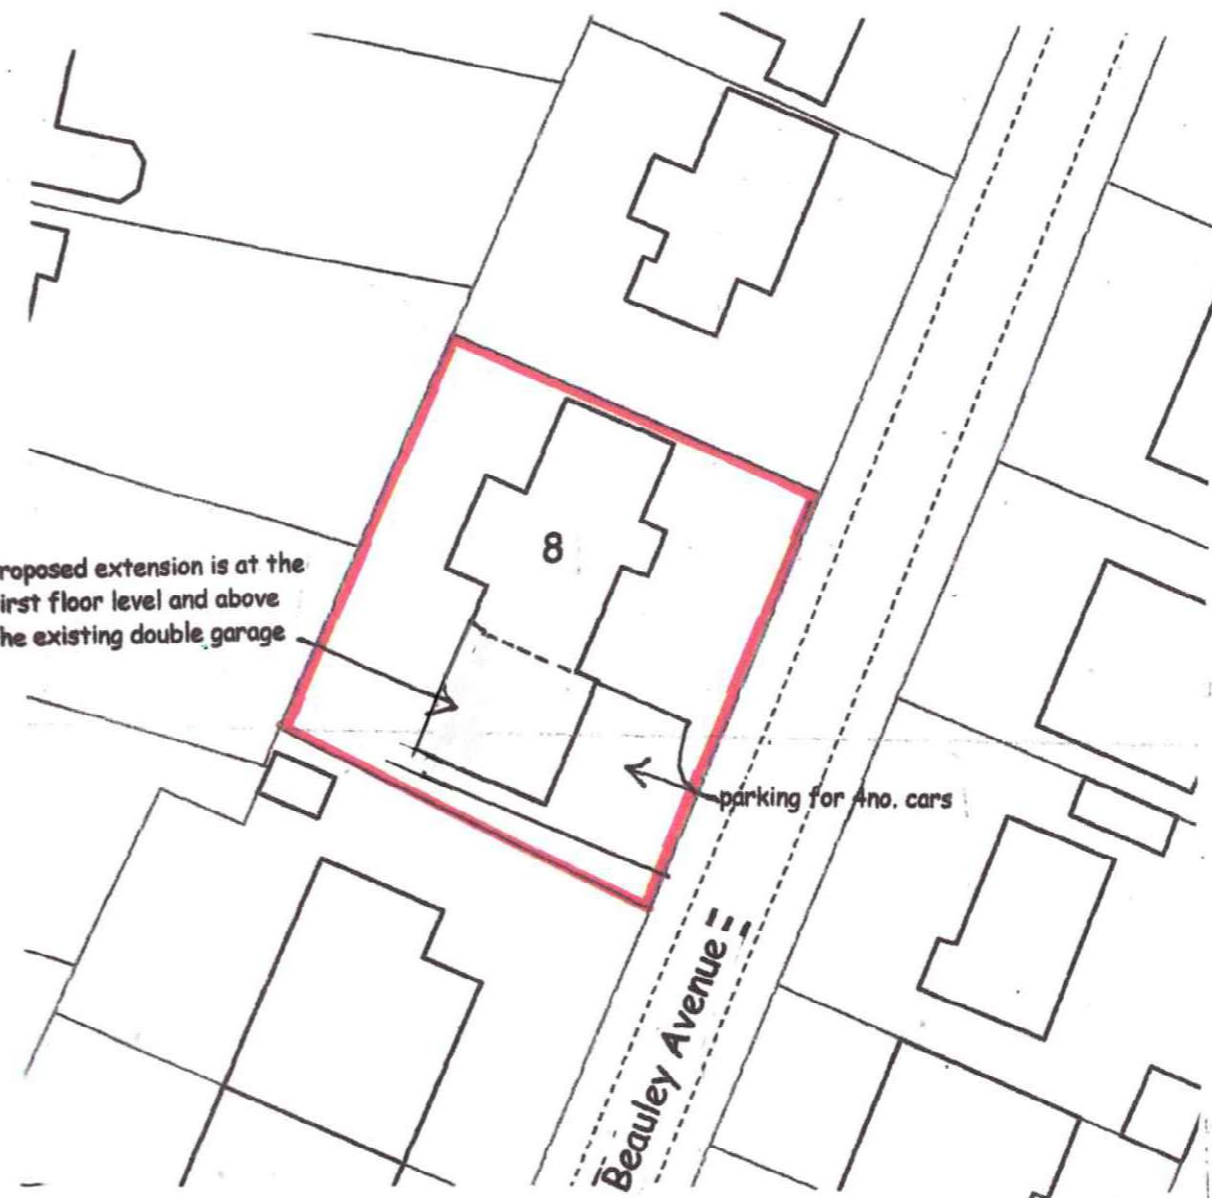 8
roposed extension is at the
irst floor level and above
he existing double garage
parking for 4no. cars
Beauley Avenue